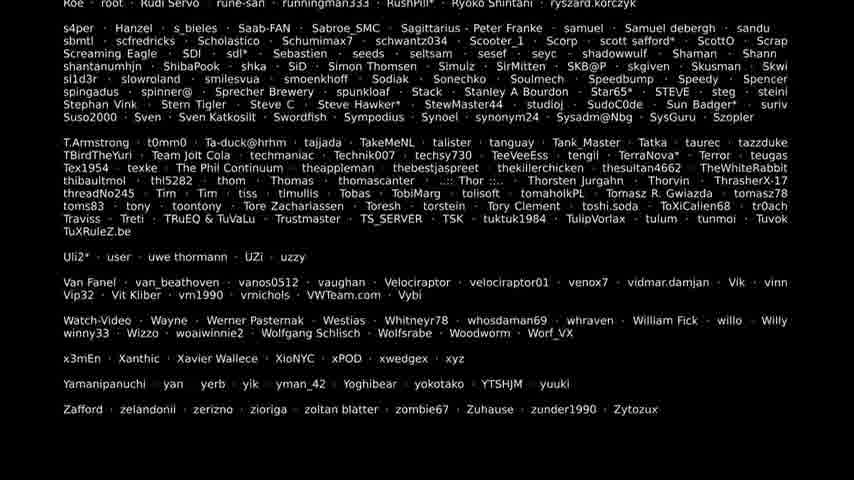 Roe · root · Rudi Servo · rune-san · runningman333 · RushPill* · Ryoko Shintani · ryszard.korczyk
s4per · Hanzel · s_bieles · Saab-FAN · Sabroe_SMC · Sagittarius · Peter Franke · samael · Samuel debergh · sandu
sbmtl · scfredricks · Scholastico · Schumimax7 · schwantz034 · Scooter_1 · Scorp · scott safford* · ScottO · Scrap
Screaming Eagle · SDI · sdl* · Sebastien · seeds · seltsam · sesef · seyc · shadowwulf · Shaman · Shann
shantanumhjn · ShibaPook · shka · SiD · Simon Thomsen · Simulz · SirMitten · SKB@P · skgiven · Skusman · Skwi
sl1d3r · slowroland · smilesvua · smoenkhoff · Sodiak · Sonechko · Soulmech · Speedbump · Speedy · Spencer
spingadus · spinner@ · Sprecher Brewery · spunkloaf · Stack · Stanley A Bourdon · Star65* · STE\/E · steg · steini
Stephan Vink · Stern Tigler · Steve C · Steve Hawker* · StewMaster44 · studioj · SudoC0de · Sun Badger* · suriv
Suso2000 · Sven · Sven Katkosilt · Swordfish · Sympodius · Synoel · synonym24 · Sysadm@Nbg · SysGuru · Szopler
T.Armstrong · t0mm0 · Ta-duck@hrhm · tajjada · TakeMeNL · talister · tanguay · Tank_Master · Tatka · taurec · tazzduke
TBirdTheYuri · Team Jolt Cola · techmaniac · Technik007 · techsy730 · TeeVeeEss · tengil · TerraNova* · Terror · teugas
Tex1954 · texke · The Phil Continuum · theappleman · thebestjaspreet · thekillerchicken · thesultan4662 · TheWhiteRabbit
thibaultmol · thl5282 · thom · Thomas · thomascanter · .::: Thor ::.. · Thorsten Jurgahn · Thorvin · ThrasherX-17
threadNo245 · Tim · Tim · tiss · tlmullis · Tobas · TobiMarg · tolisoft · tomaholkPL · Tomasz R. Gwiazda · tomasz78
toms83 · tony · toontony · Tore Zachariassen · Toresh · torstein · Tory Clement · toshi.soda · ToXiCalien68 · tr0ach
Traviss · Treti · TRuEQ & TuVaLu · Trustmaster · TS_SERVER · TSK · tuktuk1984 · TulipVorlax · tulum · tunmoi · Tuvok
TuXRuleZ.be
Uli2* · user · uwe thormann · UZi · uzzy
Van Fanel · van_beathoven · vanos0512 · vaughan · Velociraptor · velociraptor01 · venox7 · vidmar.damjan · Vik · vinn
Vip32 · Vit Kliber · vm1990 · vrnichols · VWTeam.com · Vybi
Watch-Video · Wayne · Werner Pasternak · Westias · Whitneyr78 · whosdaman69 · whraven · William Fick · willo · Willy
winny33 · Wizzo · woaiwinnie2 · Wolfgang Schlisch · Wolfsrabe · Woodworm · Worf_VX
x3mEn · Xanthic · Xavier Wallece · XioNYC · xPOD · xwedgex · xyz
Yamanipanuchi · yan · yerb · yik · yman_42 · Yoghibear · yokotako · YTSHJM · yuuki
Zafford · zelandonii · zerizno · zioriga · zoltan blatter · zombie67 · Zuhause · zunder1990 · Zytozux